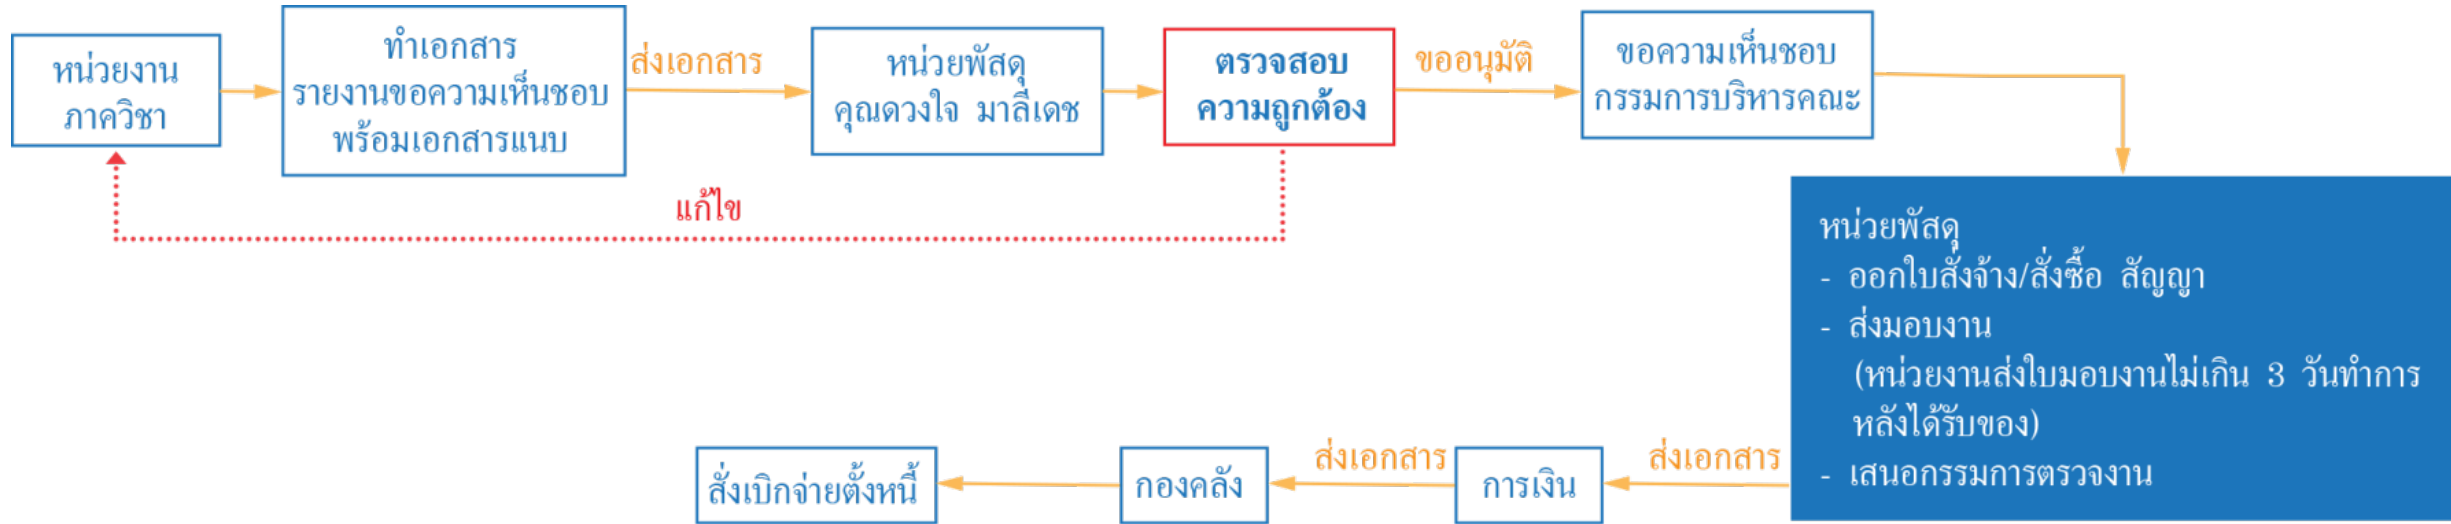 หน่วยงาน
ภาควิชา
ทำเอกสาร
รายงานขอความเห็นชอบ
พร้อมเอกสารแนบ
ส่งเอกสาร
หน่วยพัสดุ
คุณดวงใจ มาลีเดช
ตรวจสอบ
ความถูกต้อง
ขออนุมัติ
ขอความเห็นชอบ
กรรมการบริหารคณะ
แก้ไข
หน่วยพัสดุ
- ออกใบสั่งจ้าง/สั่งซื้อ สัญญา
- ส่งมอบงาน
(หน่วยงานส่งใบมอบงานไม่เกิน 3 วันทำการ
หลังได้รับของ)
- เสนอกรรมการตรวจงาน
ส่งเอกสาร
การเงิน
ส่งเอกสาร
กองคลัง
สั่งเบิกจ่ายตั้งหนี้